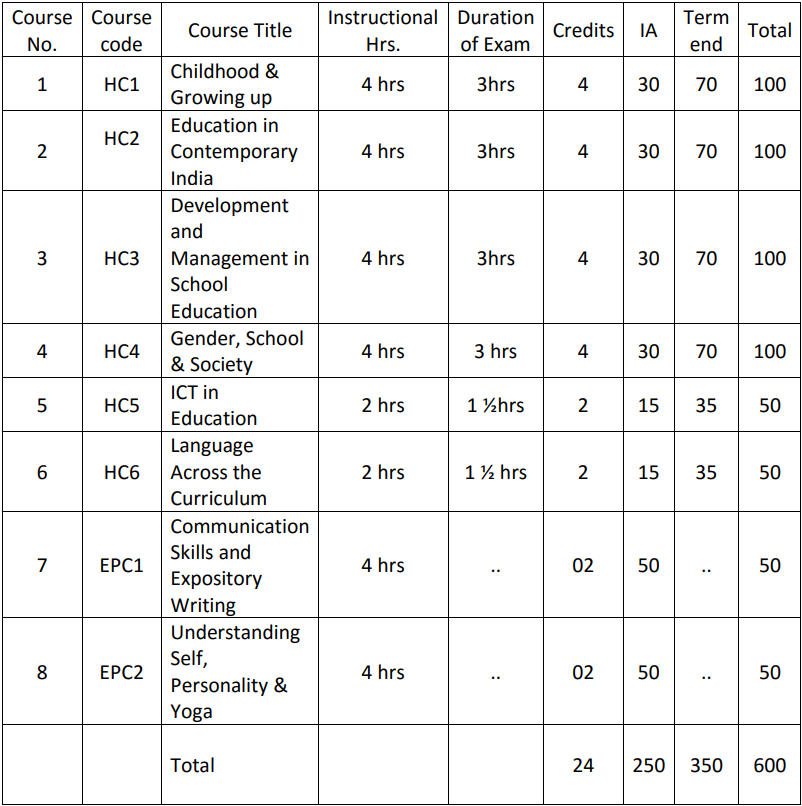 Course No. Course code Course Title Instructional Hrs. Duration of Exam Credits IA Term end Total
1 HC1 Childhood & Growing up 4 hrs 3hrs 4 30 70 100
2 HC2 Education in Contemporary India 4 hrs 3hrs 4 30 70 100
3 HC3 Development and Management in School Education 4 hrs 3hrs 4 30 70 100
4 HC4 Gender, School & Society 4 hrs 3 hrs 4 30 70 100
5 HC5 ICT in Education 2 hrs 1 ½hrs 2 15 35 50
6 HC6 Language Across the Curriculum 2 hrs 1 ½ hrs 2 15 35 50
7 EPC1 Communication Skills and Expository Writing 4 hrs .. 02 50 .. 50
8 EPC2 Understanding Self, Personality & Yoga 4 hrs .. 02 50 .. 50
Total 24 250 350 600